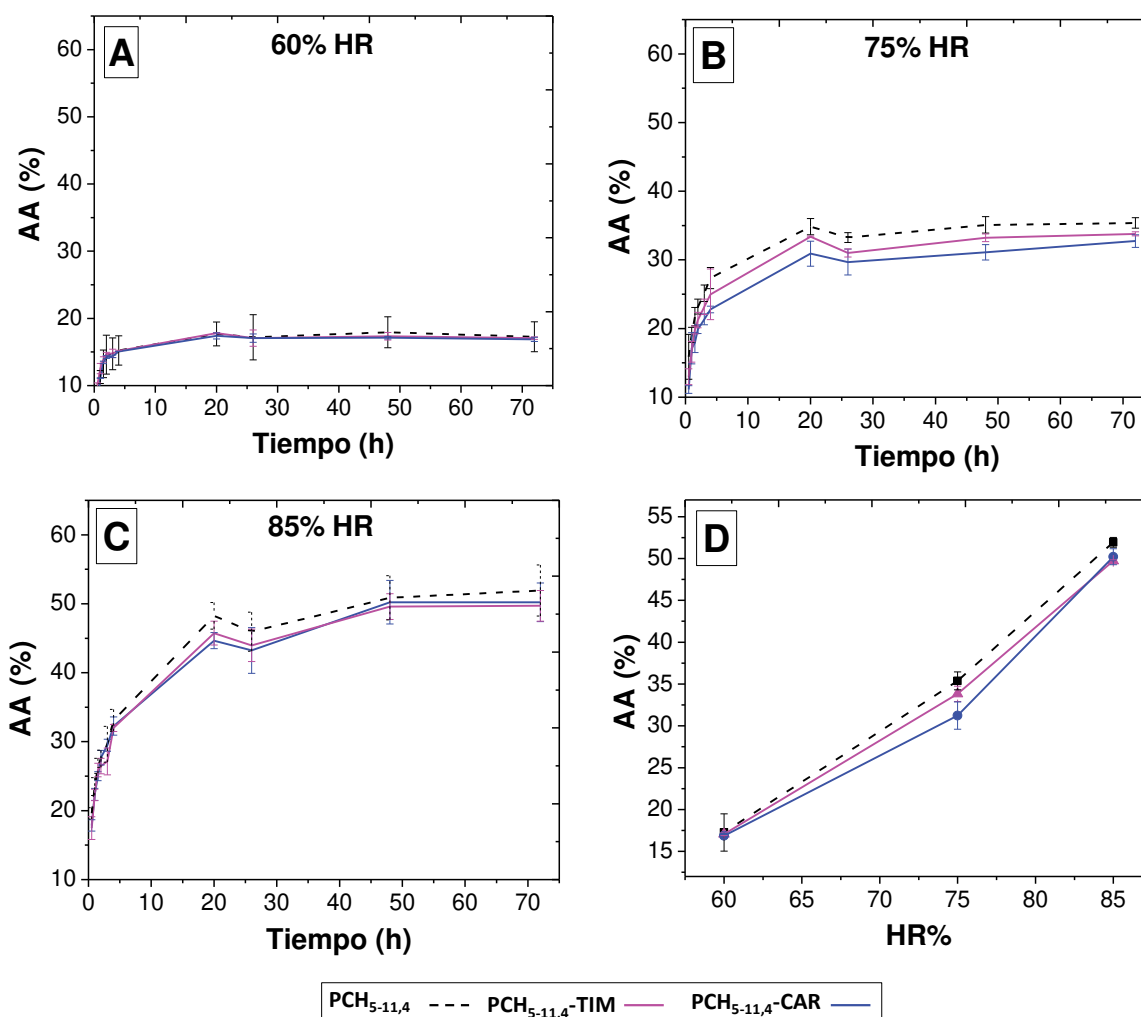 A
60% HR
60
50
40
30
20
10
AA (%)
0 10 20 30 40 50 60 70
Tiempo (h)
B
75% HR
60
50
40
30
20
10
AA (%)
0 10 20 30 40 50 60 70
Tiempo (h)
C
85% HR
60
50
40
30
20
10
AA (%)
0 10 20 30 40 50 60 70
Tiempo (h)
D
55
50
45
40
35
30
25
20
15
AA (%)
60 65 70 75 80 85
HR%
PCH5-11,4 PCH5-11,4-TIM PCH5-11,4-CAR